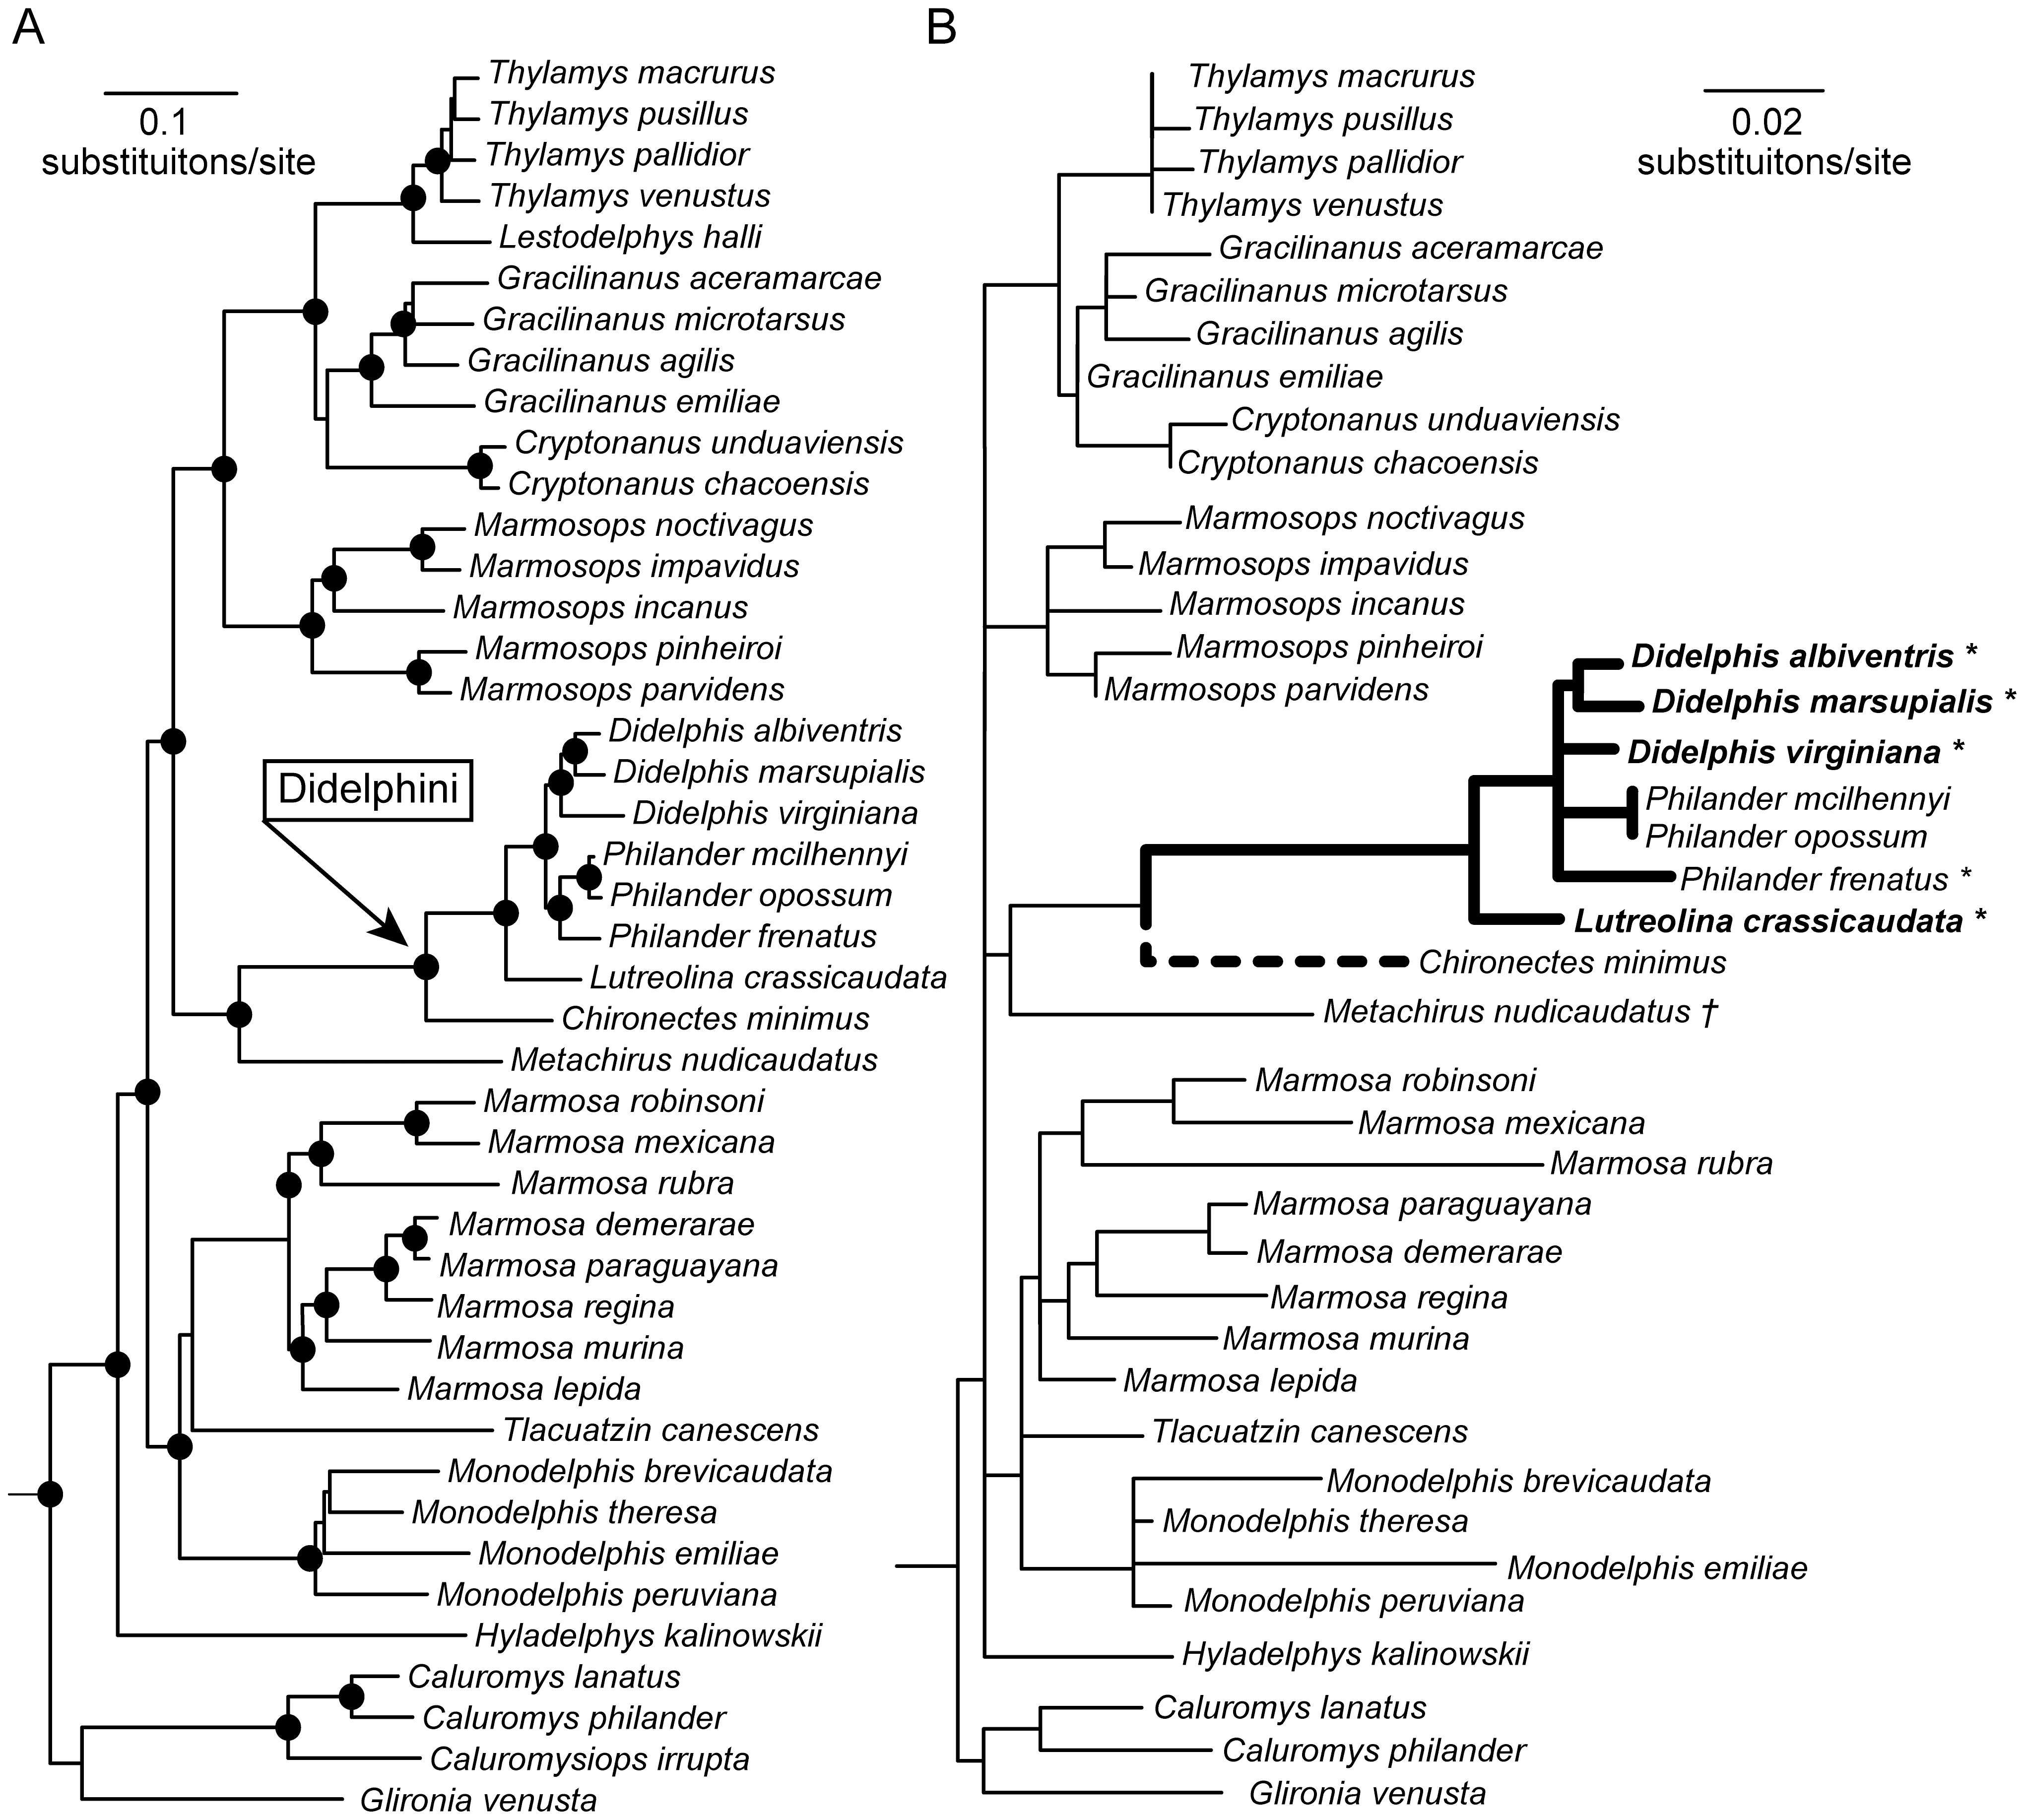 A
0.1
substituitons/site
Thylamys macrurus
Thylamys pusillus
Thylamys pallidior
Thylamys venustus
Lestodelphys halli
Gracilinanus aceramarcae
Gracilinanus microtarsus
Gracilinanus agilis
Gracilinanus emiliae
Cryptonanus unduaviensis
Cryptonanus chacoensis
Marmosops noctivagus
Marmosops impavidus
Marmosops incanus
Marmosops pinheiroi
Marmosops parvidens
Didelphini
Didelphis albiventris
Didelphis marsupialis
Didelphis virginiana
Philander mcilhennyi
Philander opossum
Philander frenatus
Lutreolina crassicaudata
Chironectes minimus
Metachirus nudicaudatus
Marmosa robinsoni
Marmosa mexicana
Marmosa rubra
Marmosa demerarae
Marmosa paraguayana
Marmosa regina
Marmosa murina
Marmosa lepida
Tlacuatzin canescens
Monodelphis brevicaudata
Monodelphis theresa
Monodelphis emiliae
Monodelphis peruviana
Hyladelphys kalinowskii
Caluromys lanatus
Caluromys philander
Caluromysiops irrupta
Glironia venusta
B
0.02
substituitons/site
Thylamys macrurus
Thylamys pusillus
Thylamys pallidior
Thylamys venustus
Gracilinanus aceramarcae
Gracilinanus microtarsus
Gracilinanus agilis
Gracilinanus emiliae
Cryptonanus unduaviensis
Cryptonanus chacoensis
Marmosops noctivagus
Marmosops impavidus
Marmosops incanus
Marmosops pinheiroi
Marmosops parvidens
Didelphis albiventris *
Didelphis marsupialis *
Didelphis virginiana *
Philander mcilhennyi
Philander opossum
Philander frenatus *
Lutreolina crassicaudata *
Chironectes minimus
Metachirus nudicaudatus †
Marmosa robinsoni
Marmosa mexicana
Marmosa rubra
Marmosa paraguayana
Marmosa demerarae
Marmosa regina
Marmosa murina
Marmosa lepida
Tlacuatzin canescens
Monodelphis brevicaudata
Monodelphis theresa
Monodelphis emiliae
Monodelphis peruviana
Hyladelphys kalinowskii
Caluromys lanatus
Caluromys philander
Glironia venusta